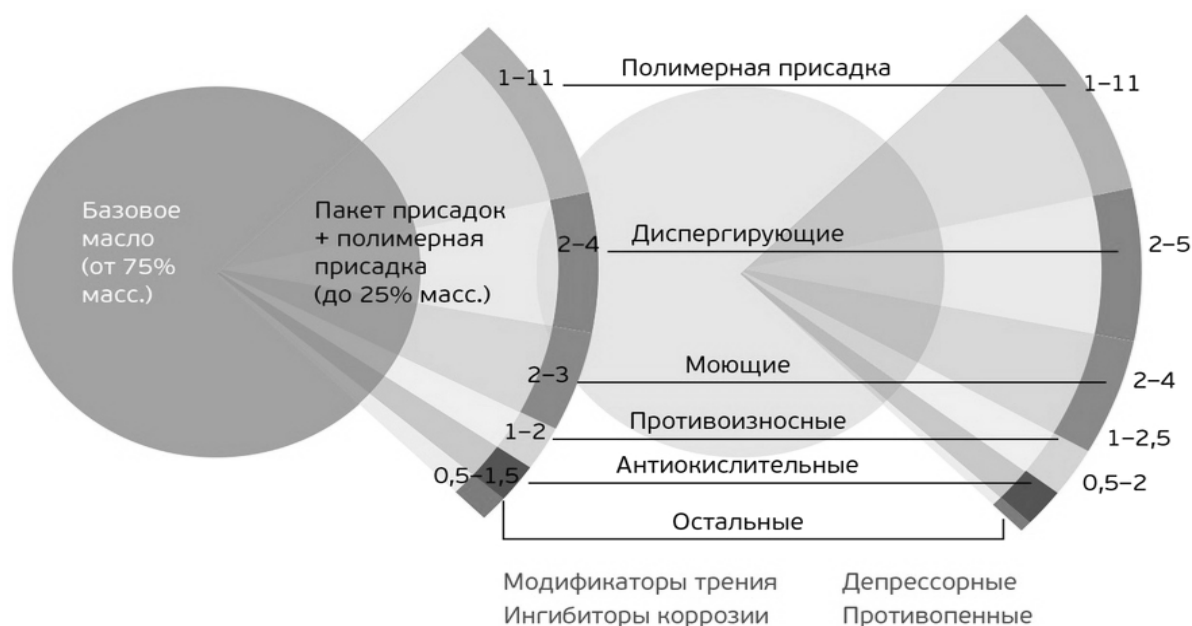 Полимерная присадка
1–11
1–11
Базовое
масло
(от 75%
масс.)
Пакет присадок
+ полимерная
присадка
(до 25% масс.)
Диспергирующие
2–4
2–5
Моющие
2–3
2–4
Противоизносные
1–2
1–2,5
Антиокислительные
0,5–1,5
0,5–2
Остальные
Модификаторы трения
Ингибиторы коррозии
Депрессорные
Противопенные